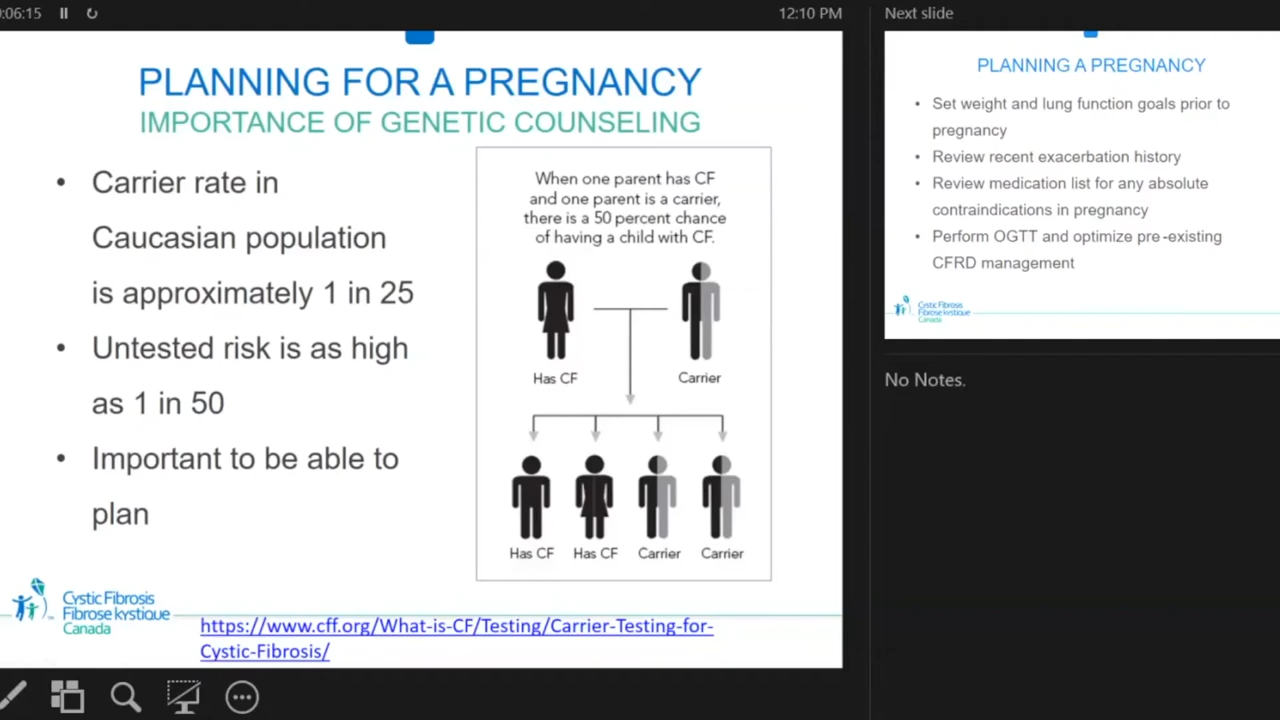 :06:15
12:10 PM
Next slide
PLANNING FOR A PREGNANCY
IMPORTANCE OF GENETIC COUNSELING
• Carrier rate in
Caucasian population
is approximately 1 in 25
• Untested risk is as high
as 1 in 50
• Important to be able to
plan
When one parent has CF
and one parent is a carrier,
there is a 50 percent chance
of having a child with CF.
Has CF
Carrier
Has CF
Has CF
Carrier
Carrier
Cystic Fibrosis
Fibrose kystique
Canada
https://www.cff.org/What-is-CF/Testing/Carrier-Testing-for-
Cystic-Fibrosis/
PLANNING A PREGNANCY
• Set weight and lung function goals prior to
pregnancy
• Review recent exacerbation history
• Review medication list for any absolute
contraindications in pregnancy
• Perform OGTT and optimize pre-existing
CFRD management
Cystic Fibrosis
Fibrose kystique
Canada
No Notes.